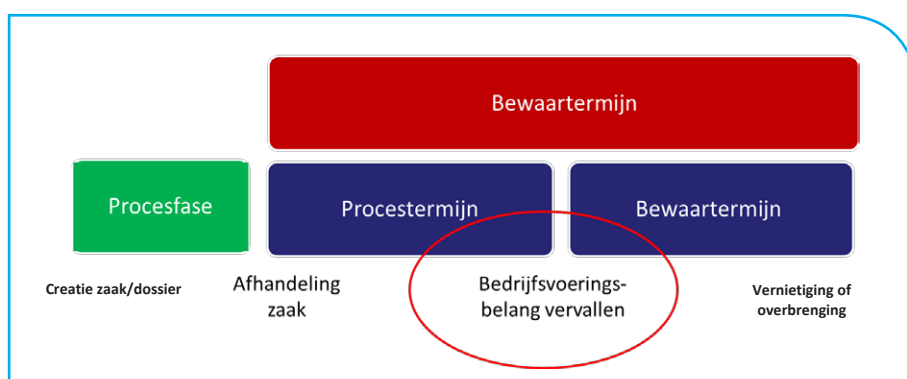 Bewaartermijn
Procesfase
Procestermijn
Bewaartermijn
Creatie zaak/dossier
Afhandeling
zaak
Bedrijfsvoerings-
belang vervallen
Vernietiging of
overbrenging